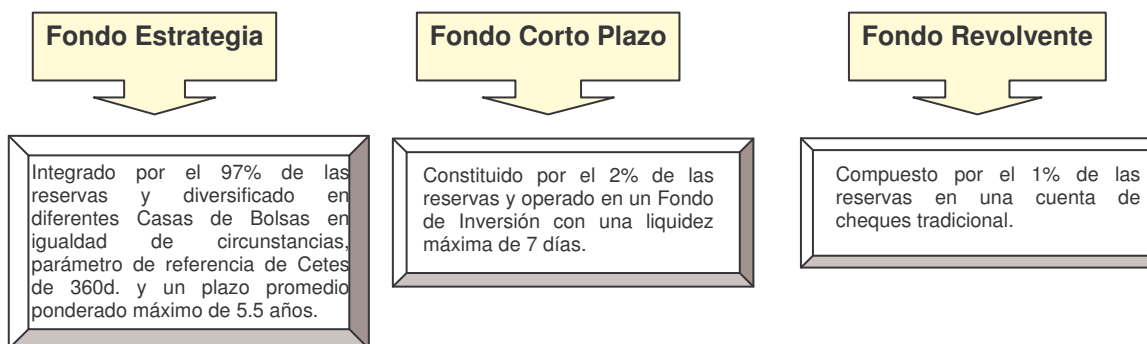 Fondo Estrategia
Integrado por el 97% de las
reservas y diversificado en
diferentes Casas de Bolsas en
igualdad de circunstancias,
parámetro de referencia de Cetes
de 360d. y un plazo promedio
ponderado máximo de 5.5 años.
Fondo Corto Plazo
Constituido por el 2% de las
reservas y operado en un Fondo
de Inversión con una liquidez
máxima de 7 días.
Fondo Revolvente
Compuesto por el 1% de las
reservas en una cuenta de
cheques tradicional.